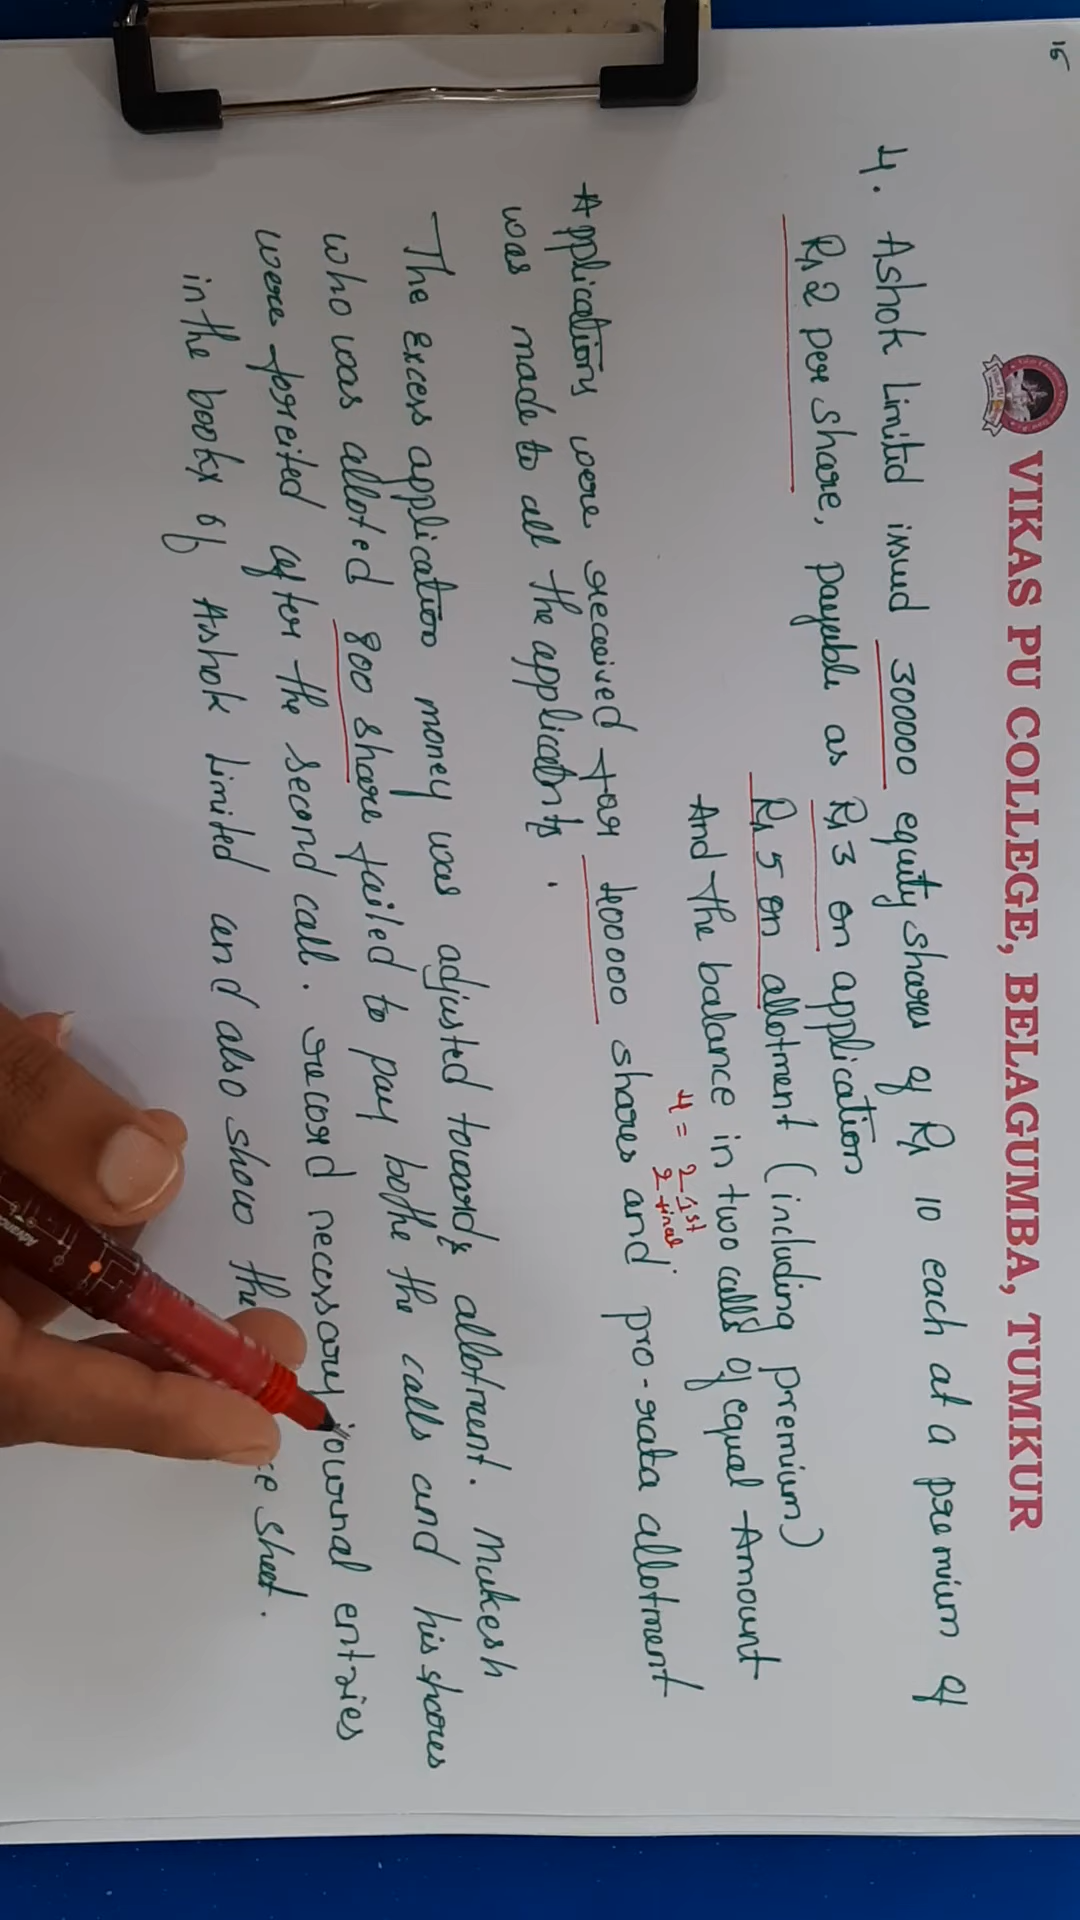 15
VIKAS PU COLLEGE, BELAGUMBA, TUMKUR
4. Ashok Limited issued 300000 equity shares of Rs 10 each at a premium of
Rs 2 per share, payable as Rs 3 on application
Rs 5 on allotment (including premium)
And the balance in two calls of equal Amount
4 = 2 1st
2 final
Applications were received for 400000 shares and pro-rata allotment
was made to all the applicants.
The excess application money was adjusted towards allotment. Mukesh
who was alloted 800 share failed to pay bothe the calls and his shares
were forcited after the second call. record necessary journal entries
in the books of Ashok Limited and also show the e sheet.
Advance